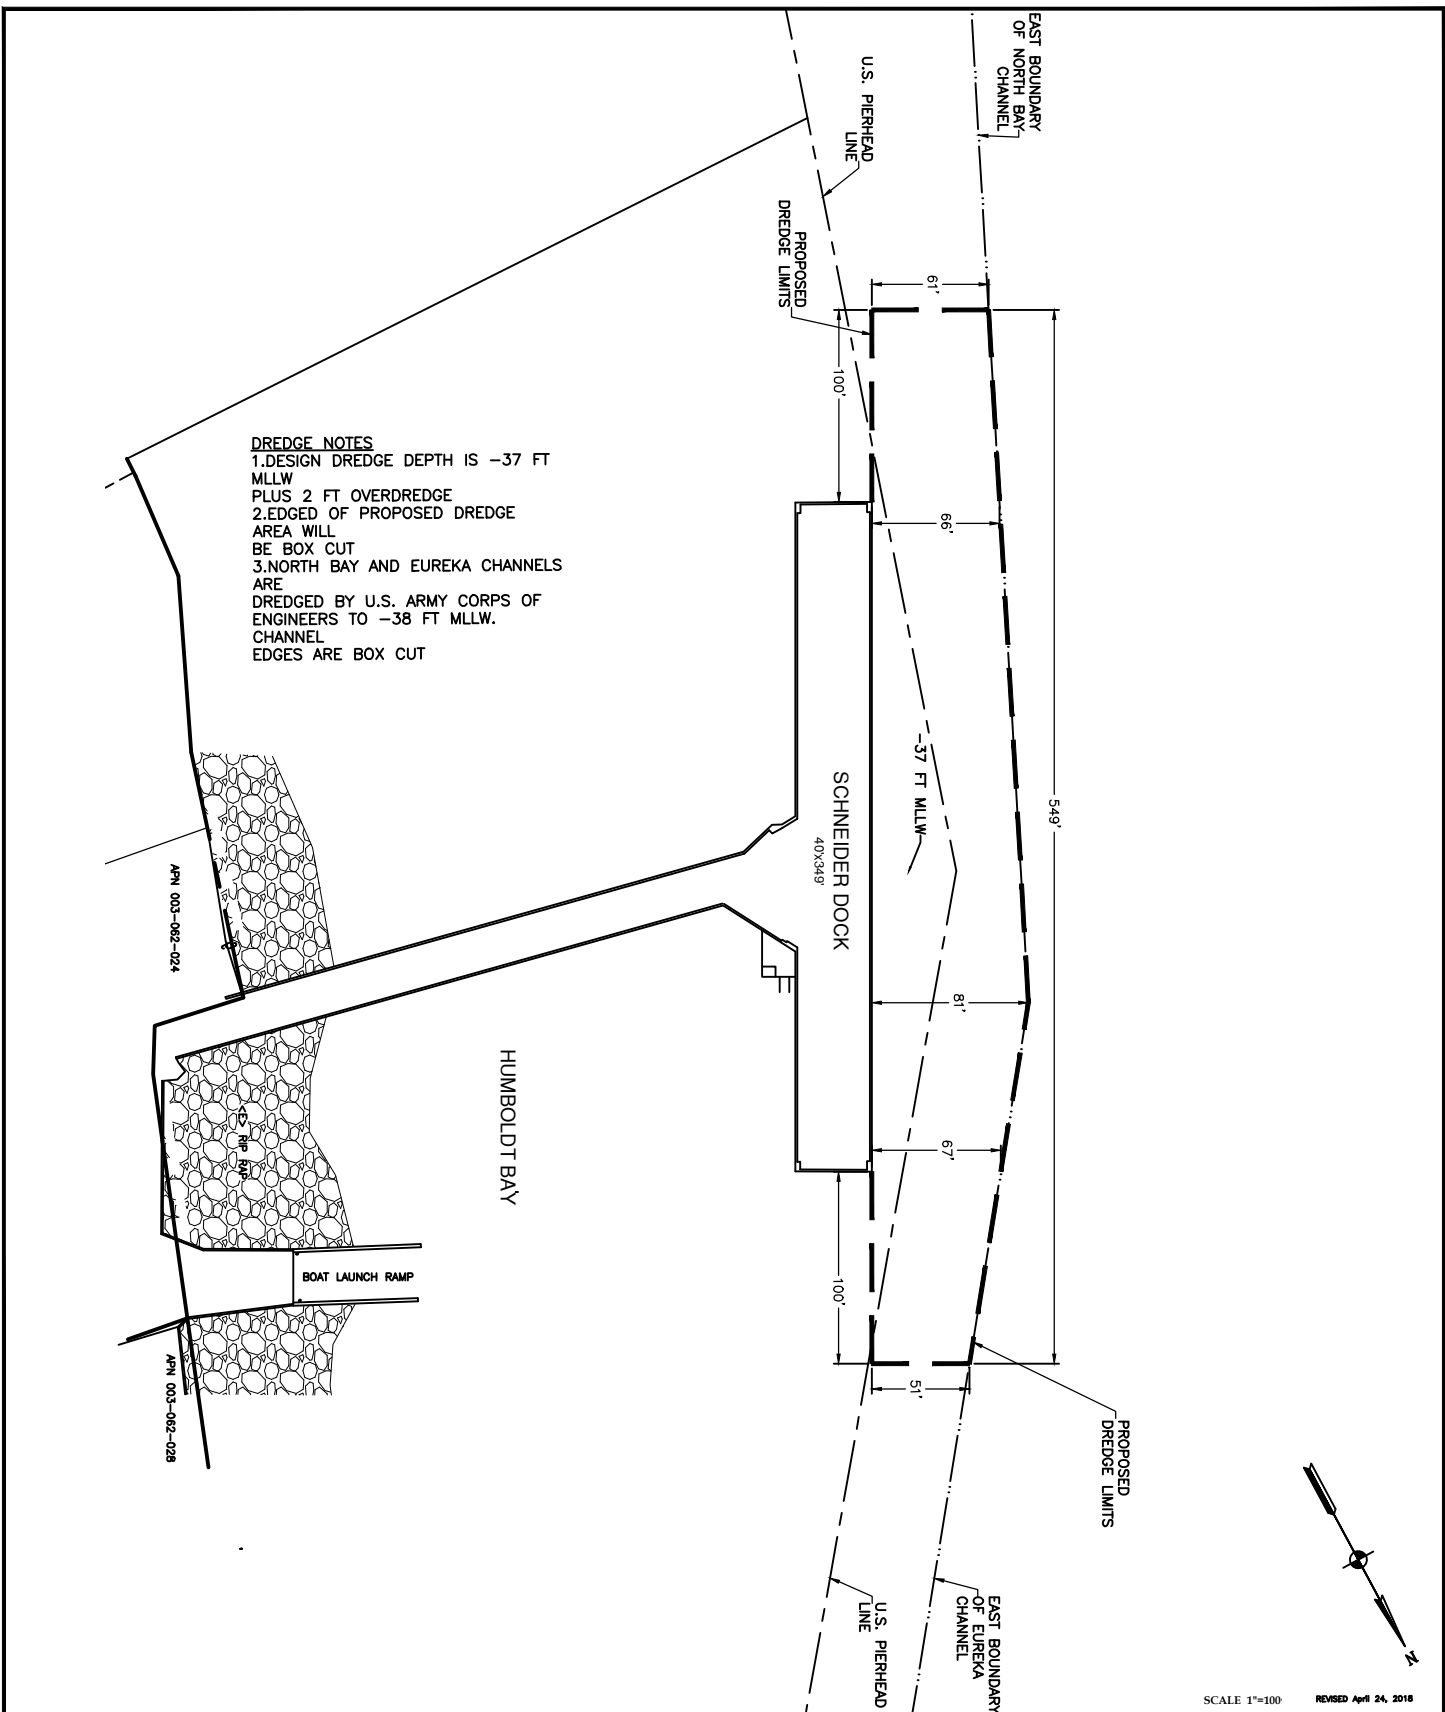 EAST BOUNDARY
OF NORTH BAY
CHANNEL
U.S. PIERHEAD
LINE
PROPOSED
DREDGE LIMITS
61'
100'
549'
66'
DREDGE NOTES
1.DESIGN DREDGE DEPTH IS -37 FT
MLLW
PLUS 2 FT OVERDREDGE
2.EDGED OF PROPOSED DREDGE
AREA WILL
BE BOX CUT
3.NORTH BAY AND EUREKA CHANNELS
ARE
DREDGED BY U.S. ARMY CORPS OF
ENGINEERS TO -38 FT MLLW.
CHANNEL
EDGES ARE BOX CUT
-37 FT MLLW
SCHNEIDER DOCK
40'x349'
81'
67'
100'
51'
APN 003-062-024
HUMBOLDT BAY
<E> RIP RAP
BOAT LAUNCH RAMP
APN 003-062-028
PROPOSED
DREDGE LIMITS
U.S. PIERHEAD
LINE
EAST BOUNDARY
OF EUREKA
CHANNEL
N
SCALE 1"=100'
REVISED April 24, 2018